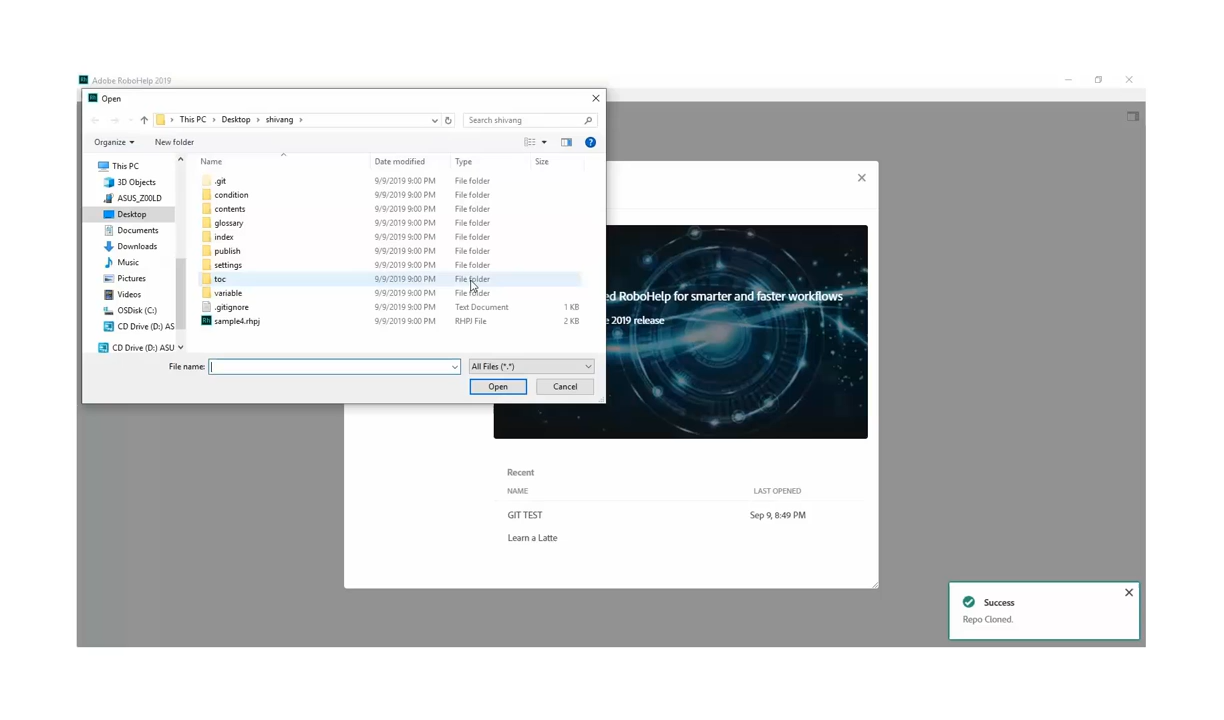 Adobe RoboHelp 2019
Open
This PC > Desktop > shivang >
Search shivang
Organize
New folder
Name Date modified Type Size
This PC
3D Objects
ASUS_Z00LD
Desktop
Documents
Downloads
Music
Pictures
Videos
OSDisk (C:)
CD Drive (D:) AS
CD Drive (D:) ASU
.git 9/9/2019 9:00 PM File folder
condition 9/9/2019 9:00 PM File folder
contents 9/9/2019 9:00 PM File folder
glossary 9/9/2019 9:00 PM File folder
index 9/9/2019 9:00 PM File folder
publish 9/9/2019 9:00 PM File folder
settings 9/9/2019 9:00 PM File folder
toc 9/9/2019 9:00 PM File folder
variable 9/9/2019 9:00 PM File folder
.gitignore 9/9/2019 9:00 PM Text Document 1 KB
sample4.rhpj 9/9/2019 9:00 PM RHPJ File 2 KB
File name:
All Files (*.*)
Open
Cancel
ed RoboHelp for smarter and faster workflows
e 2019 release
Recent
NAME LAST OPENED
GIT TEST Sep 9, 8:49 PM
Learn a Latte
Success
Repo Cloned.